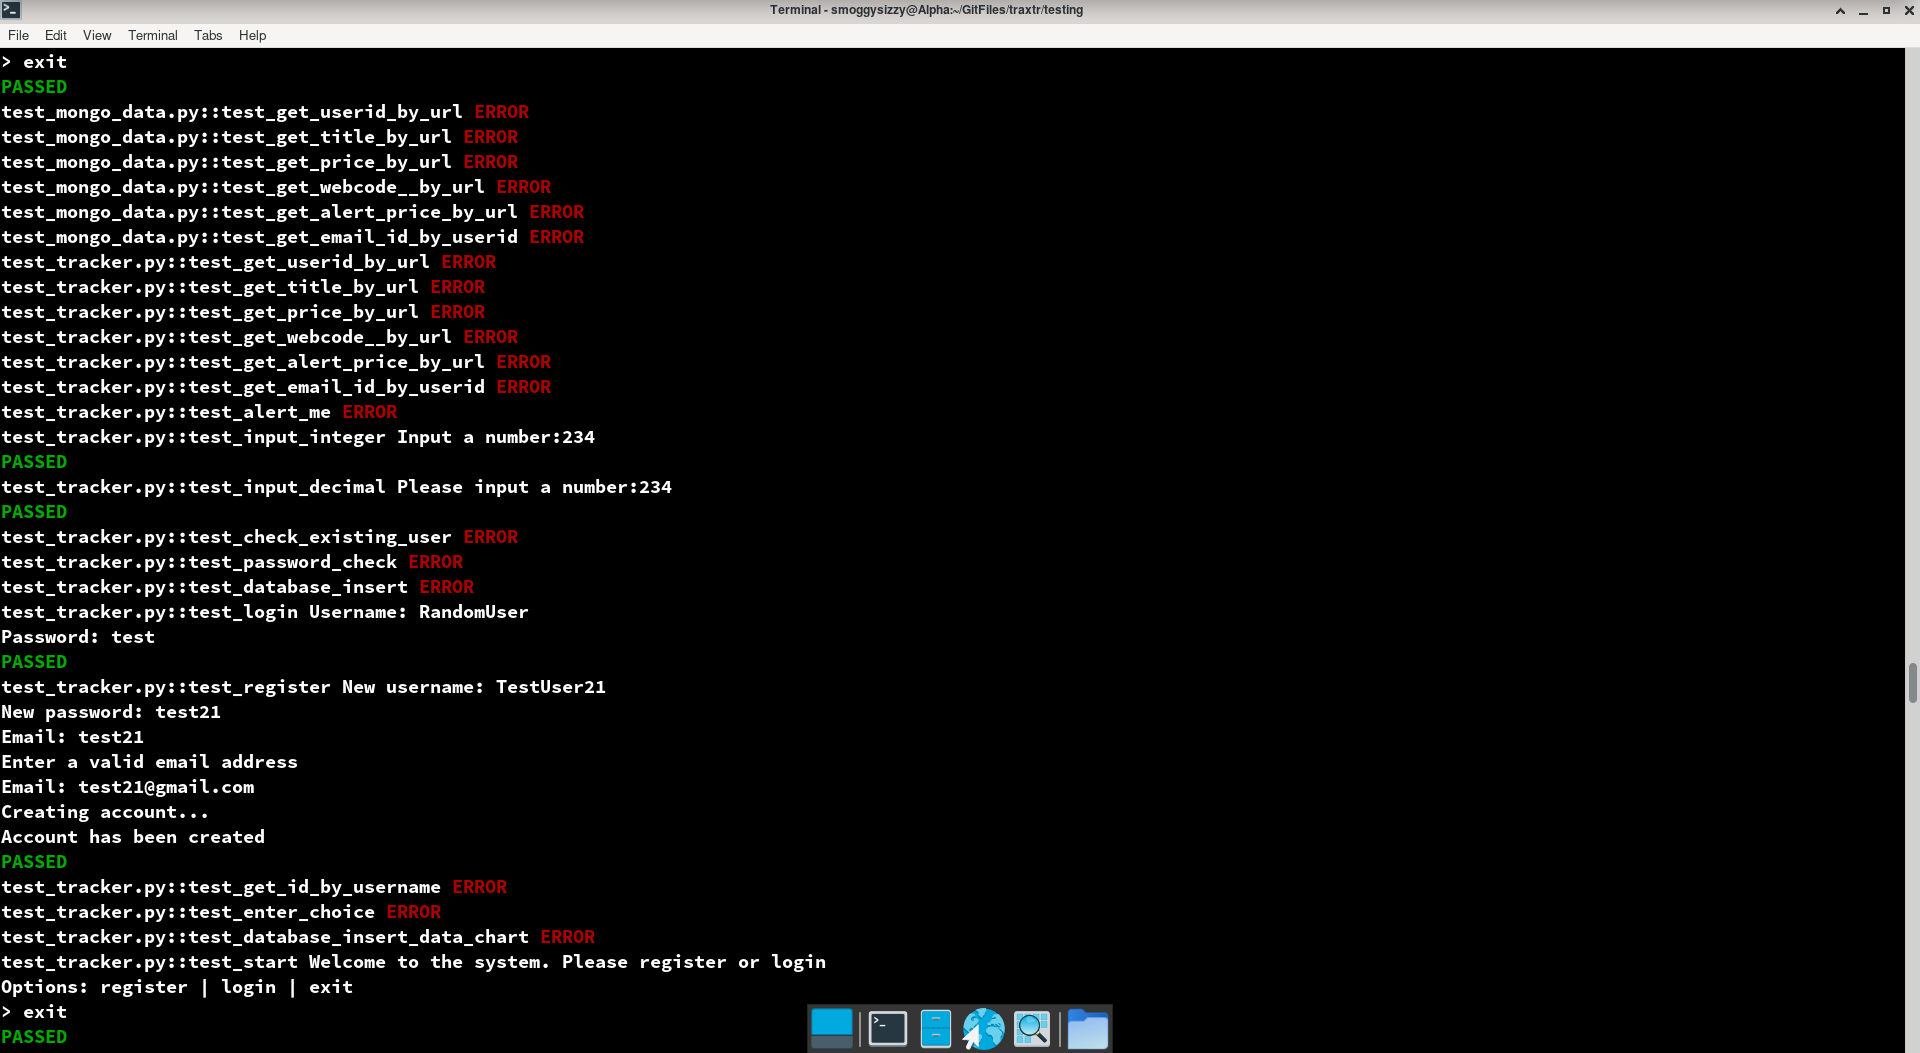 Terminal - smoggysizzy@Alpha:~/GitFiles/traxtr/testing
File Edit View Terminal Tabs Help
> exit
PASSED
test_mongo_data.py::test_get_userid_by_url ERROR
test_mongo_data.py::test_get_title_by_url ERROR
test_mongo_data.py::test_get_price_by_url ERROR
test_mongo_data.py::test_get_webcode__by_url ERROR
test_mongo_data.py::test_get_alert_price_by_url ERROR
test_mongo_data.py::test_get_email_id_by_userid ERROR
test_tracker.py::test_get_userid_by_url ERROR
test_tracker.py::test_get_title_by_url ERROR
test_tracker.py::test_get_price_by_url ERROR
test_tracker.py::test_get_webcode__by_url ERROR
test_tracker.py::test_get_alert_price_by_url ERROR
test_tracker.py::test_get_email_id_by_userid ERROR
test_tracker.py::test_alert_me ERROR
test_tracker.py::test_input_integer Input a number:234
PASSED
test_tracker.py::test_input_decimal Please input a number:234
PASSED
test_tracker.py::test_check_existing_user ERROR
test_tracker.py::test_password_check ERROR
test_tracker.py::test_database_insert ERROR
test_tracker.py::test_login Username: RandomUser
Password: test
PASSED
test_tracker.py::test_register New username: TestUser21
New password: test21
Email: test21
Enter a valid email address
Email: test21@gmail.com
Creating account...
Account has been created
PASSED
test_tracker.py::test_get_id_by_username ERROR
test_tracker.py::test_enter_choice ERROR
test_tracker.py::test_database_insert_data_chart ERROR
test_tracker.py::test_start Welcome to the system. Please register or login
Options: register | login | exit
> exit
PASSED